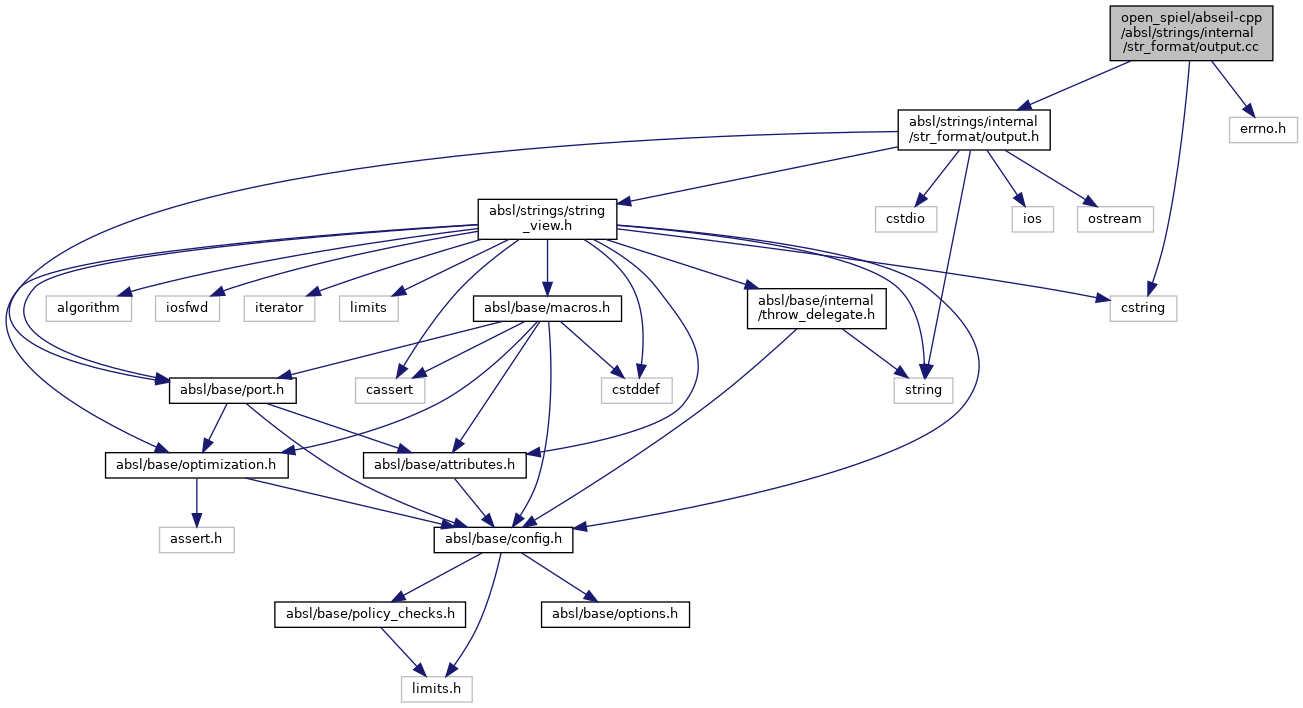 open_spiel/abseil-cpp
/absl/strings/internal
/str_format/output.cc
absl/strings/internal
/str_format/output.h
errno.h
absl/strings/string
_view.h
cstdio
ios
ostream
algorithm
iosfwd
iterator
limits
absl/base/macros.h
absl/base/internal
/throw_delegate.h
cstring
absl/base/port.h
cassert
cstddef
string
absl/base/optimization.h
absl/base/attributes.h
assert.h
absl/base/config.h
absl/base/policy_checks.h
absl/base/options.h
limits.h